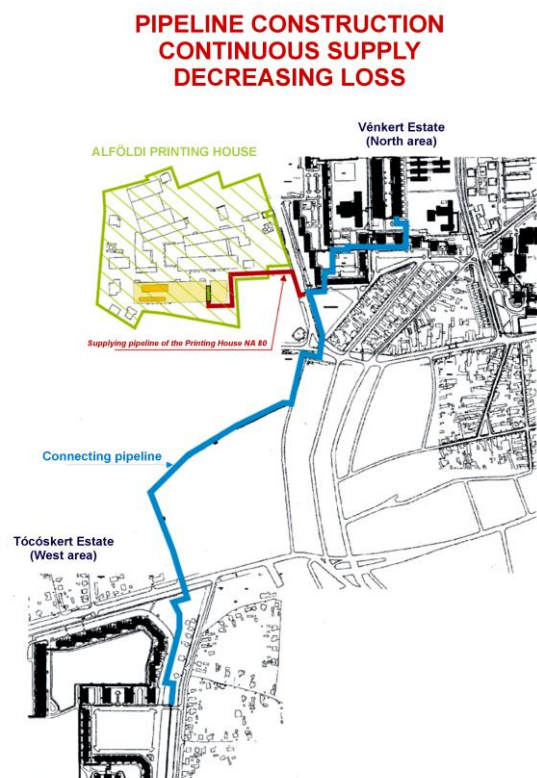 PIPELINE CONSTRUCTION
CONTINUOUS SUPPLY
DECREASING LOSS
Vénkert Estate
(North area)
ALFÖLDI PRINTING HOUSE
Supplying pipeline of the Printing House NA 80
Connecting pipeline
Tócóskert Estate
(West area)